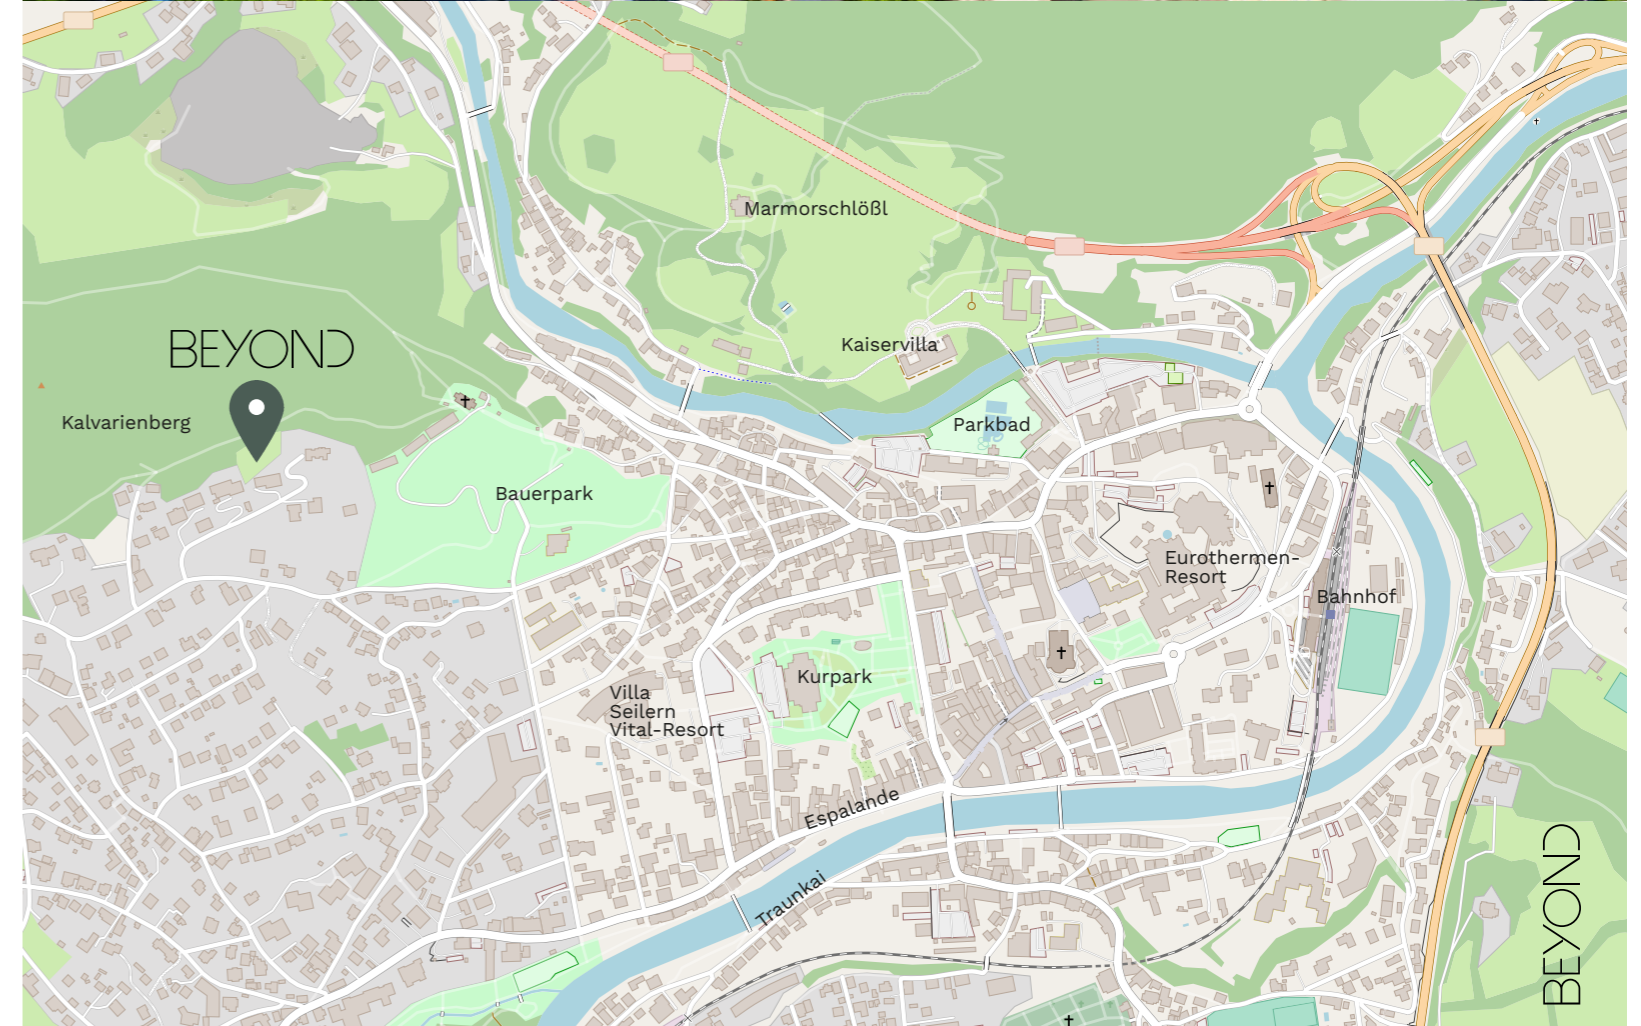 Marmorschlößl
BEYOND
Kaiservilla
Kalvarienberg
Parkbad
Bauerpark
Eurothermen-
Resort
Bahnhof
Kurpark
Villa
Seilern
Vital-Resort
Espalande
Traunkai
BEYOND